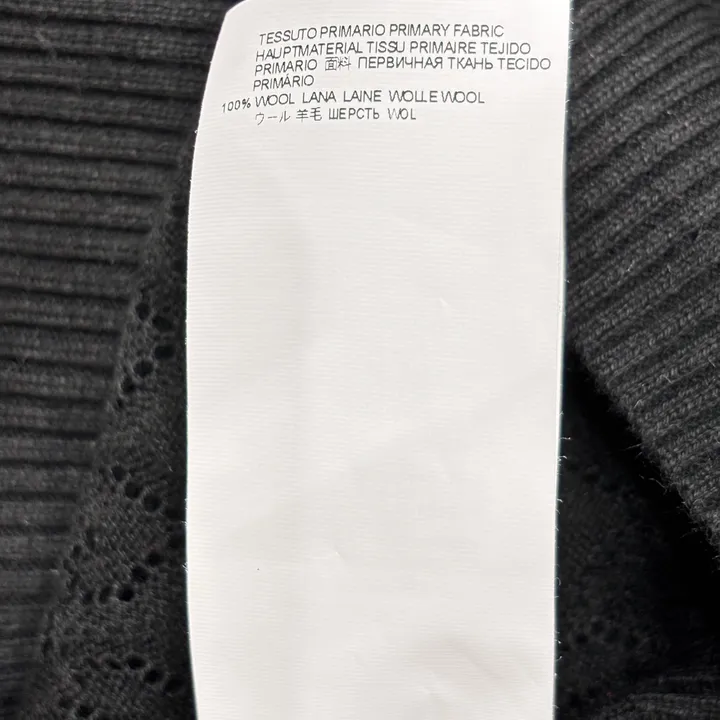 TESSUTO PRIMARIO PRIMARY FABRIC
HAUPTMATERIAL TISSU PRIMAIRE TEJIDO
PRIMARIO 面料 ПЕРВИЧНАЯ ТКАНЬ TECIDO
PRIMÁRIO
100% WOOL LANA LAINE WOLLE WOOL
ウール 羊毛 ШЕРСТЬ WOL